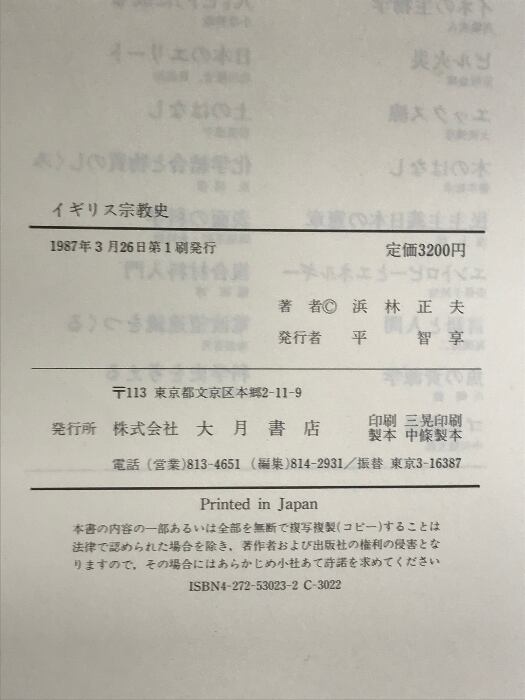 イギリス宗教史
1987年3月26日第1刷発行 定価3200円
著 者© 浜 林 正 夫
発行者 平 智 享
〒113 東京都文京区本郷2-11-9
発行所 株式会社 大 月 書 店 印刷 三晃印刷
製本 中條製本
電話(営業)813-4651(編集)814-2931/振替 東京3-16387
Printed in Japan
本書の内容の一部あるいは全部を無断で複写複製(コピー)することは
法律で認められた場合を除き、著作者および出版社の権利の侵害とな
りますので、その場合にはあらかじめ小社あて許諾を求めてください
ISBN4-272-53023-2 C-3022